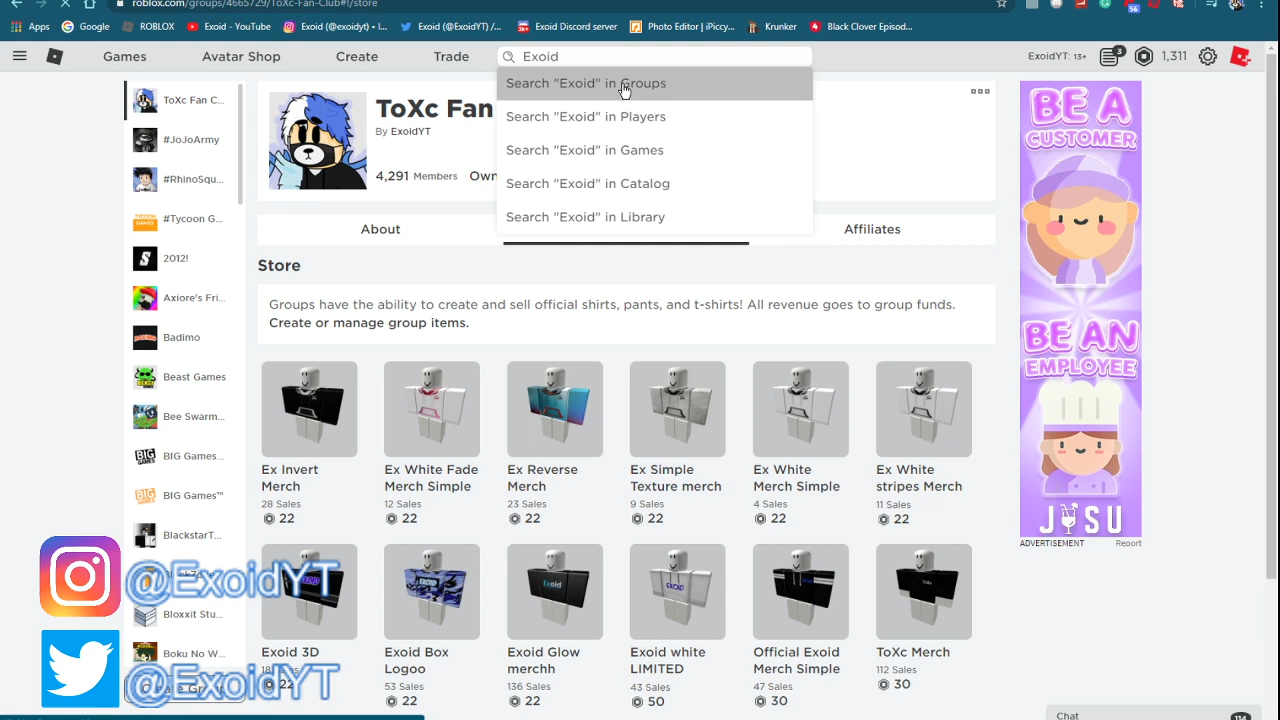 roblox.com/groups/4665729/ToXc-Fan-Club#!/store
Apps
Google
ROBLOX
Exoid - YouTube
Exoid (@exoidyt) • I...
Exoid (@ExoidYT) /...
Exoid Discord server
Photo Editor | iPiccy...
Krunker
Black Clover Episod...
56
Games
Avatar Shop
Create
Trade
Exoid
ExoidYT: 13+
3
1,311
Search "Exoid" in Groups
Search "Exoid" in Players
Search "Exoid" in Games
Search "Exoid" in Catalog
Search "Exoid" in Library
ToXc Fan C...
#JoJoArmy
#RhinoSqu...
#Tycoon G...
2012!
Axiore's Fri...
Badimo
Beast Games
Bee Swarm...
BIG Games...
BIG Games™
BlackstarT...
Bloxxit Stu...
Boku No W...
ToXc Fan
By ExoidYT
4,291 Members
About
Affiliates
Store
Groups have the ability to create and sell official shirts, pants, and t-shirts! All revenue goes to group funds.
Create or manage group items.
Ex Invert
Merch
28 Sales
22
Ex White Fade
Merch Simple
12 Sales
22
Ex Reverse
Merch
23 Sales
22
Ex Simple
Texture merch
9 Sales
22
Ex White
Merch Simple
4 Sales
22
Ex White
stripes Merch
11 Sales
22
Exoid 3D
22
Exoid Box
Logoo
53 Sales
22
Exoid
Exoid Glow
merchh
136 Sales
22
EXOID
Exoid white
LIMITED
43 Sales
50
Official Exoid
Merch Simple
47 Sales
30
ToXc
ToXc Merch
112 Sales
30
BE A
CUSTOMER
BE AN
EMPLOYEE
JUSU
ADVERTISEMENT
Report
@ExoidYT
@ExoidYT
Chat
114